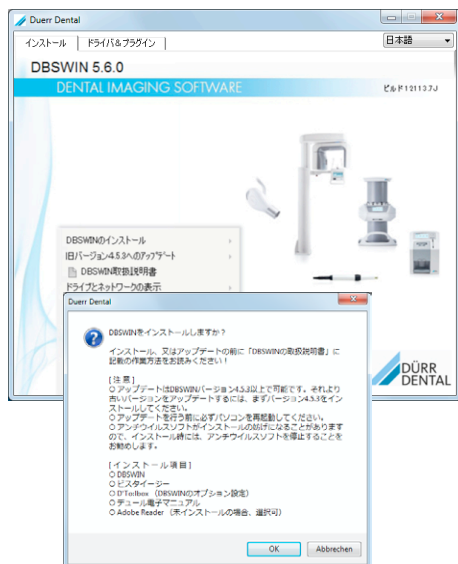 Duerr Dental
インストール
ドライバ&プラグイン
日本語
DBSWIN 5.6.0
DENTAL IMAGING SOFTWARE
ビルド12113.7J
DBSWINのインストール
旧バージョン4.5.3へのアップデート
DBSWIN取扱説明書
ドライブとネットワークの表示
DÜRR
DENTAL
Duerr Dental
DBSWINをインストールしますか？
インストール、又はアップデートの前に「DBSWINの取扱説明書」に
記載の作業方法をお読みください！
[注意]
○アップデートはDBSWINバージョン4.5.3以上で可能です。それより
古いバージョンをアップデートするには、まずバージョン4.5.3をイン
ストールしてください。
○アップデートを行う前に必ずパソコンを再起動してください。
○アンチウイルスソフトがインストールの妨げになることがあります
ので、インストール時には、アンチウイルスソフトを停止することを
お勧めします。
[インストール項目]
○DBSWIN
○ビスタイージー
○D'Toolbox（DBSWINのオプション設定）
○デュール電子マニュアル
○Adobe Reader（未インストールの場合、選択可）
OK
Abbrechen